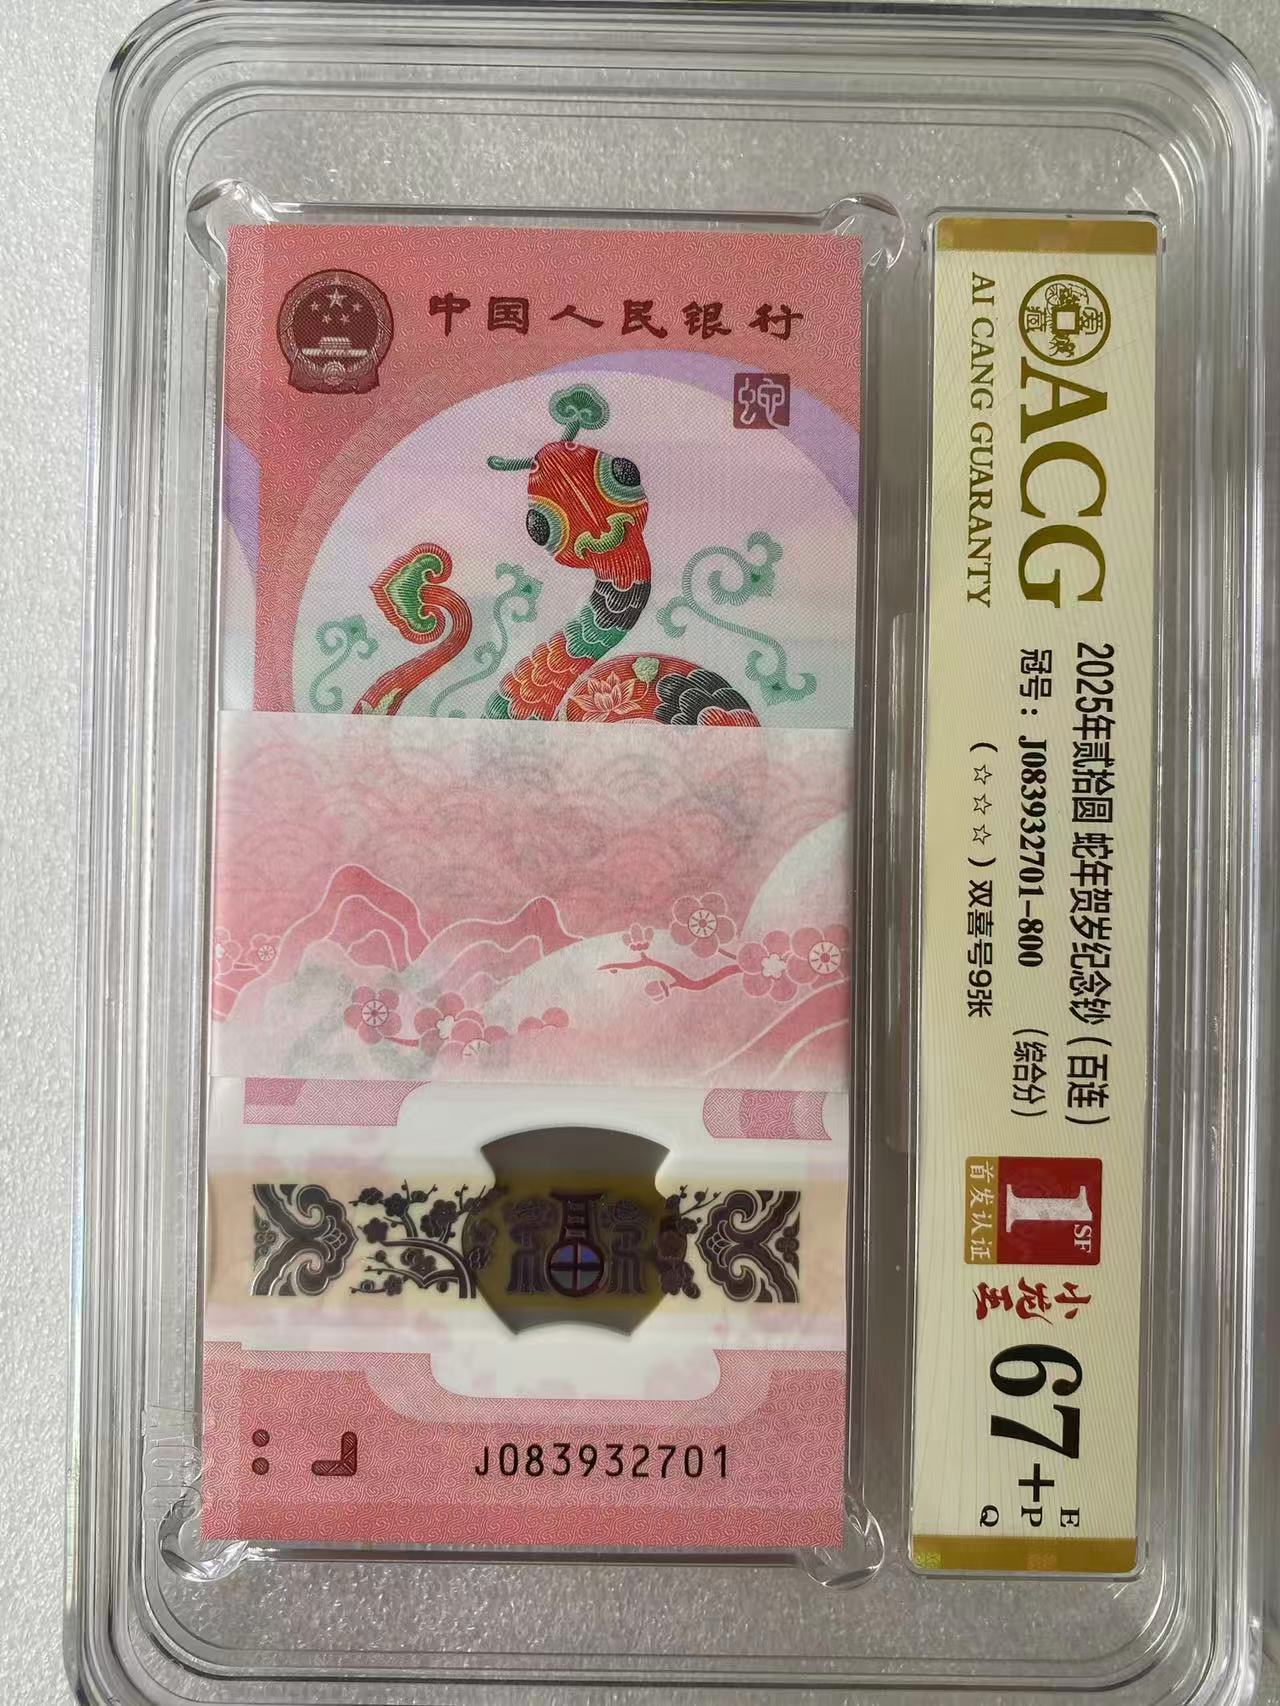 中国人民银行
蛇
J083932701
ACG
AI CANG GUARANTY
2025年贰拾圆 蛇年贺岁纪念钞（百连）
冠号：J083932701-800 （综合分）
（☆☆☆）双喜号9张
1 SF
首发认证
小龙王
67+ E
P
Q